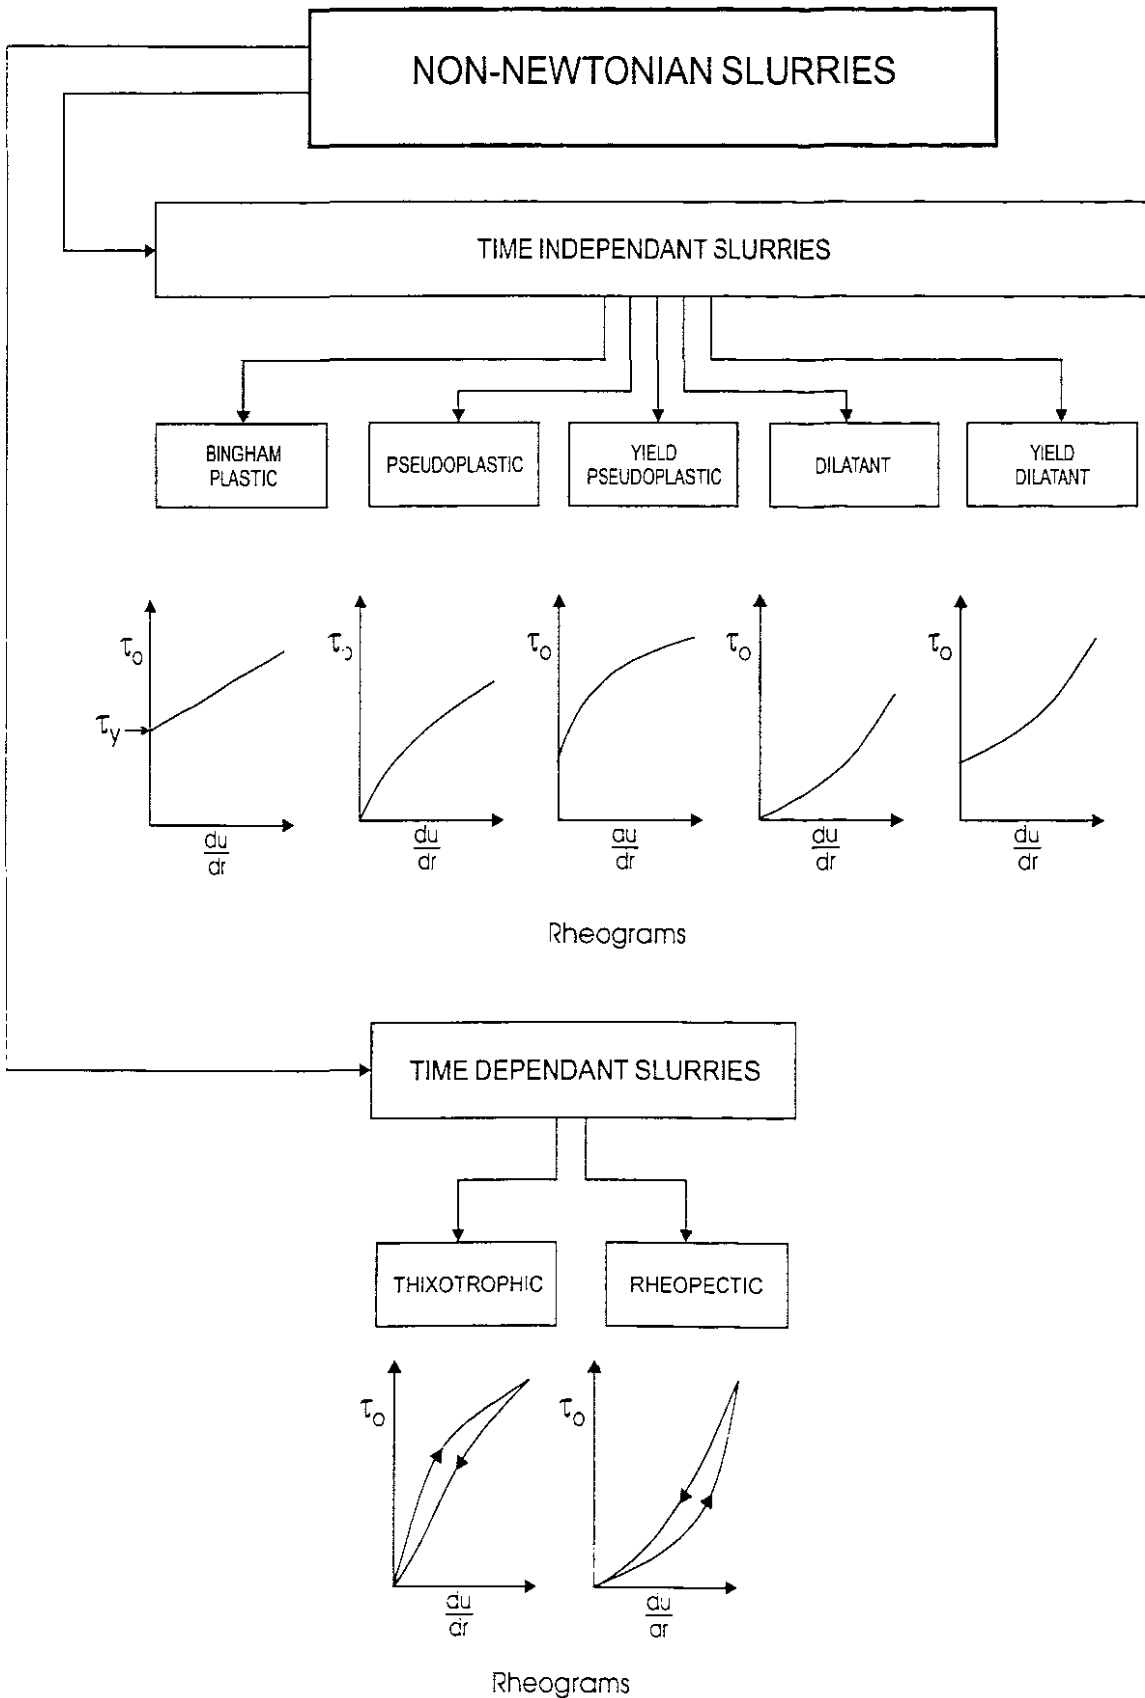 NON-NEWTONIAN SLURRIES
TIME INDEPENDANT SLURRIES
BINGHAM
PLASTIC
PSEUDOPLASTIC
YIELD
PSEUDOPLASTIC
DILATANT
YIELD
DILATANT
τo
τy
du
dr
τo
du
dr
τo
du
dr
τo
du
dr
τo
du
dr
Rheograms
TIME DEPENDANT SLURRIES
THIXOTROPHIC
RHEOPECTIC
τo
du
dr
τo
du
dr
Rheograms